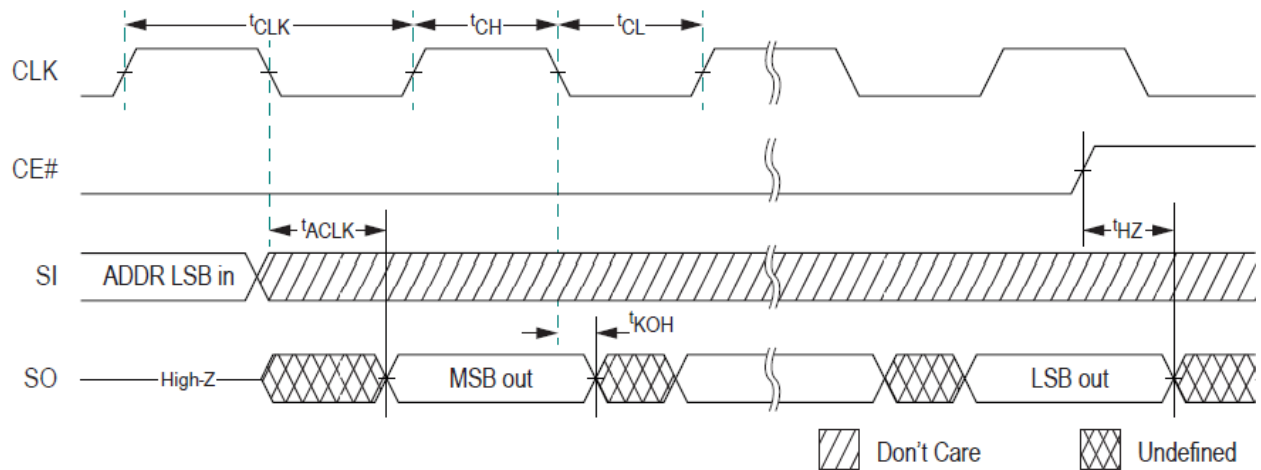 tCLK tCH tCL
CLK
CE#
tACLK tHZ
SI ADDR LSB in
tKOH
SO High-Z MSB out LSB out
Don't Care Undefined